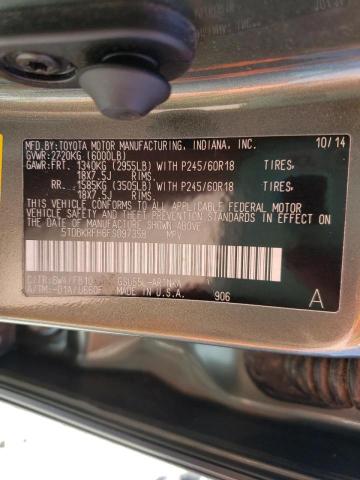 MFD.BY:TOYOTA MOTOR MANUFACTURING, INDIANA, INC. 10/14
GVWR:2720KG (6000LB)
GAWR:FRT. 1340KG (2955LB) WITH P245/60R18 TIRES,
18X7.5J RIMS,
RR. 1585KG (3505LB) WITH P245/60R18 TIRES,
18X7.5J RIMS.
THIS VEHICLE CONFORMS TO ALL APPLICABLE FEDERAL MOTOR
VEHICLE SAFETY, BUMPER, AND THEFT PREVENTION STANDARDS
IN EFFECT ON THE DATE OF MANUFACTURE SHOWN ABOVE.
MPV
MADE IN U.S.A. 906 A